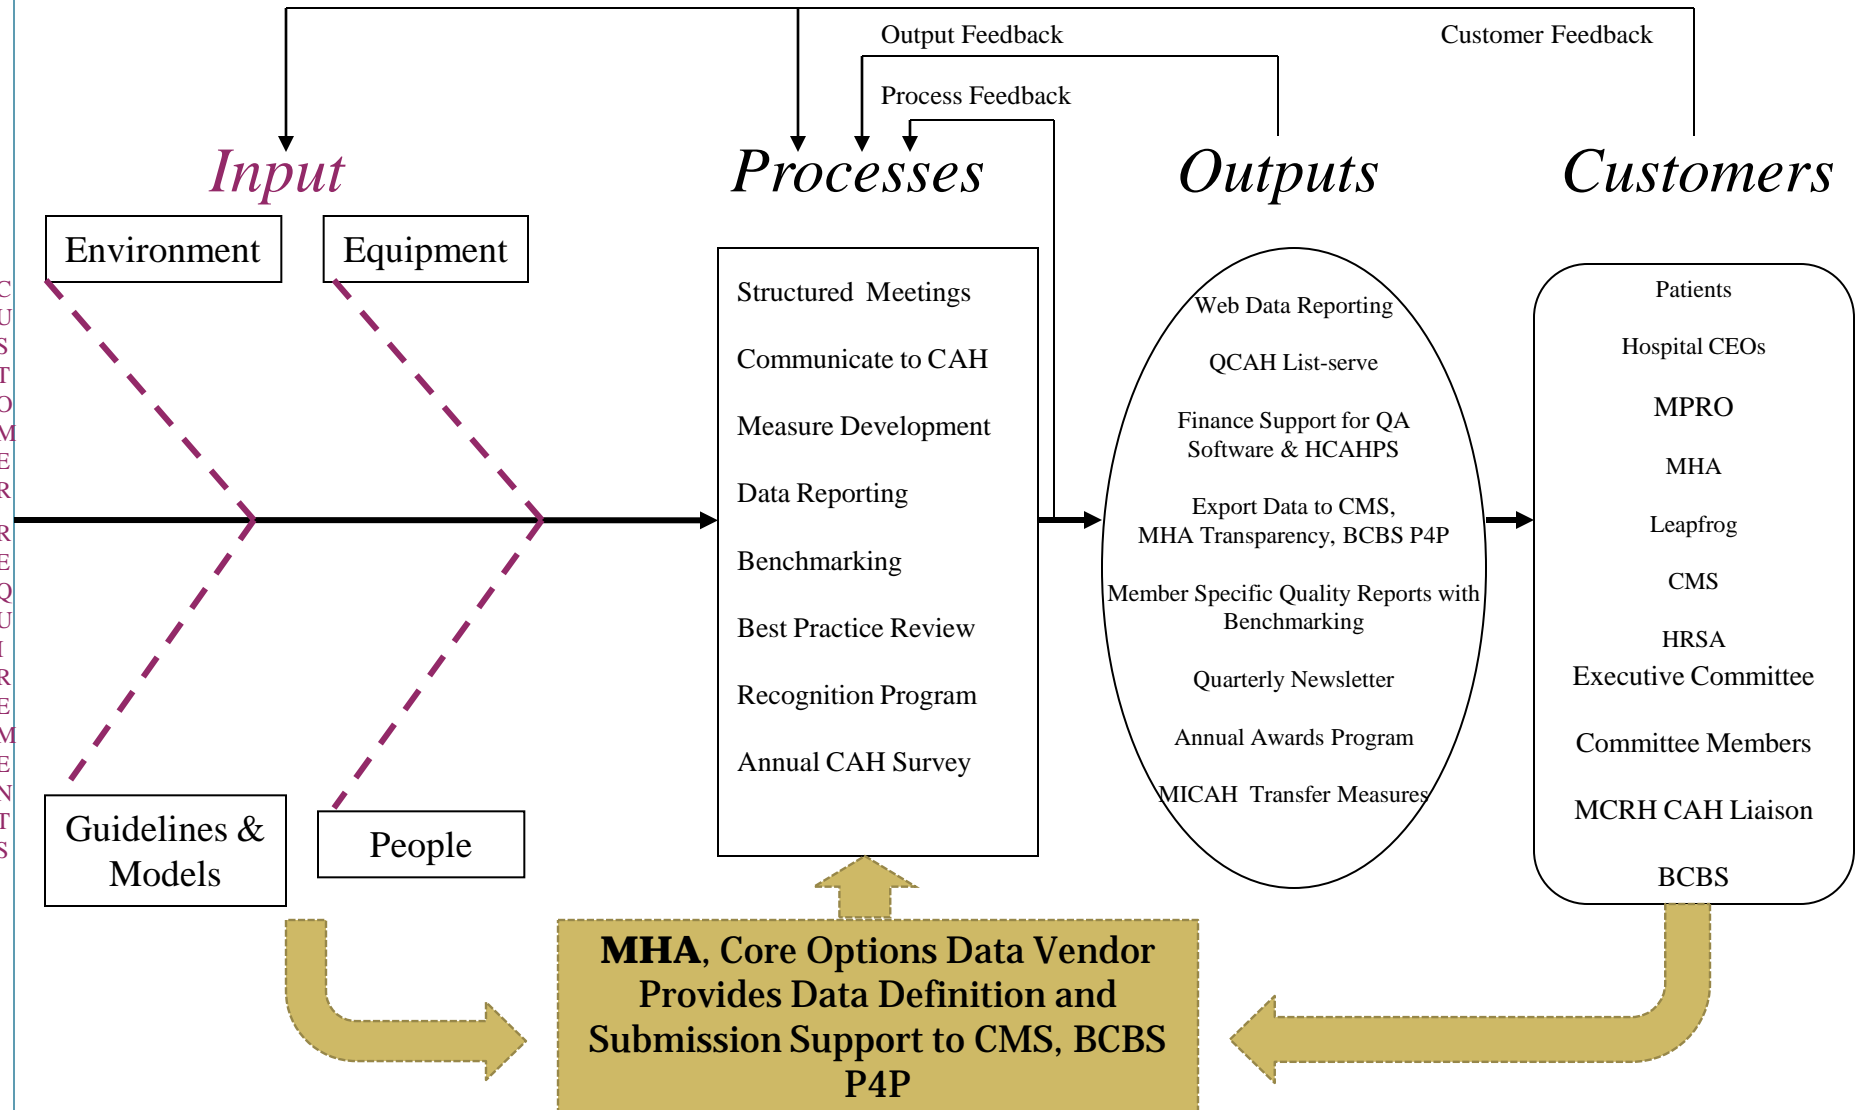 Output Feedback
Customer Feedback
Process Feedback
Input
Processes
Outputs
Customers
CUSTOMER REQUIREMENTS
Environment
Equipment
Guidelines &
Models
People
Structured Meetings
Communicate to CAH
Measure Development
Data Reporting
Benchmarking
Best Practice Review
Recognition Program
Annual CAH Survey
Web Data Reporting
QCAH List-serve
Finance Support for QA
Software & HCAHPS
Export Data to CMS,
MHA Transparency, BCBS P4P
Member Specific Quality Reports with
Benchmarking
Quarterly Newsletter
Annual Awards Program
MICAH Transfer Measures
Patients
Hospital CEOs
MPRO
MHA
Leapfrog
CMS
HRSA
Executive Committee
Committee Members
MCRH CAH Liaison
BCBS
MHA, Core Options Data Vendor
Provides Data Definition and
Submission Support to CMS, BCBS
P4P